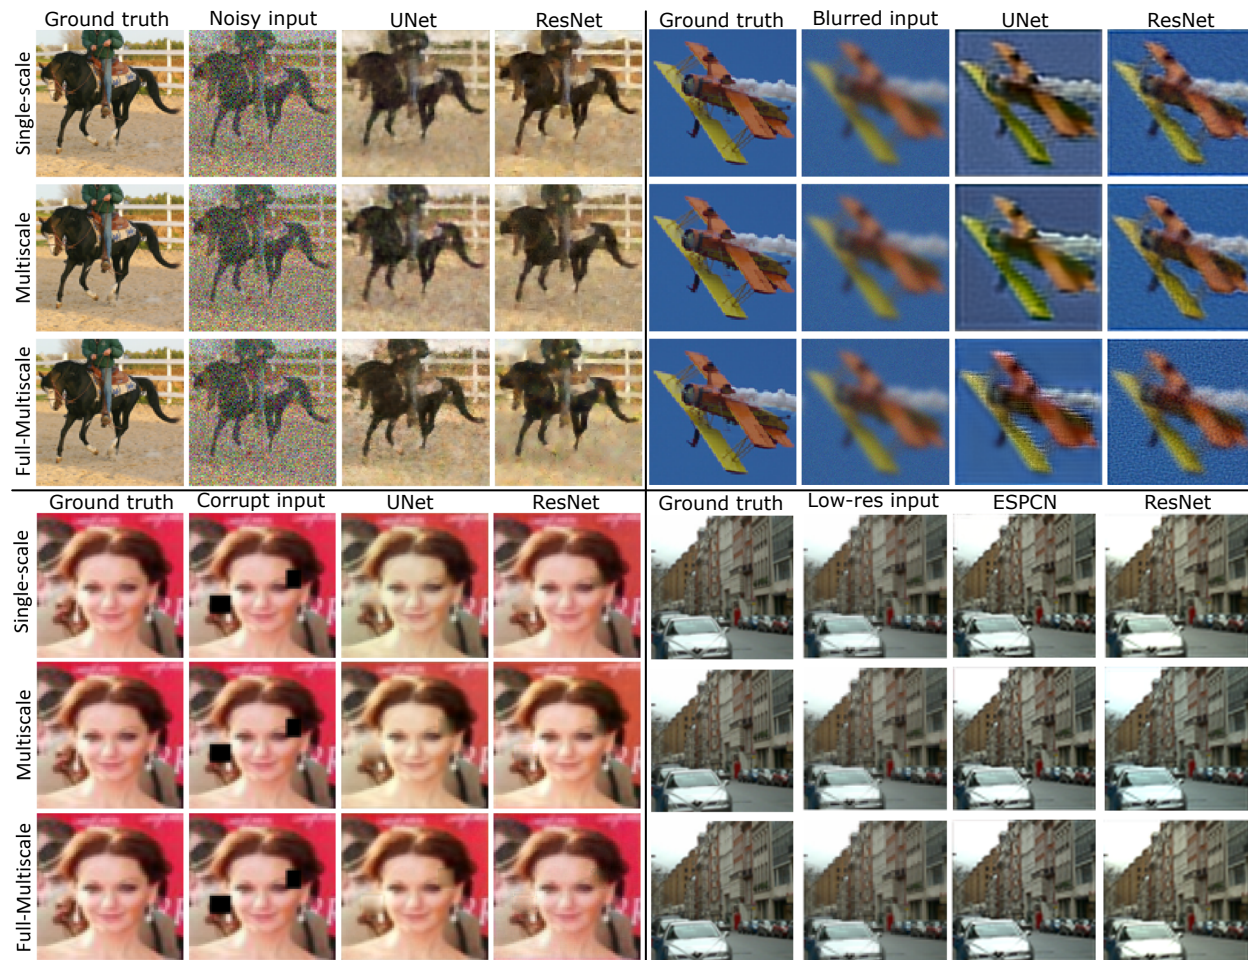 Ground truth Noisy input UNet ResNet
Ground truth Blurred input UNet ResNet
Single-scale
Multiscale
Full-Multiscale
Ground truth Corrupt input UNet ResNet
Ground truth Low-res input ESPCN ResNet
Single-scale
Multiscale
Full-Multiscale